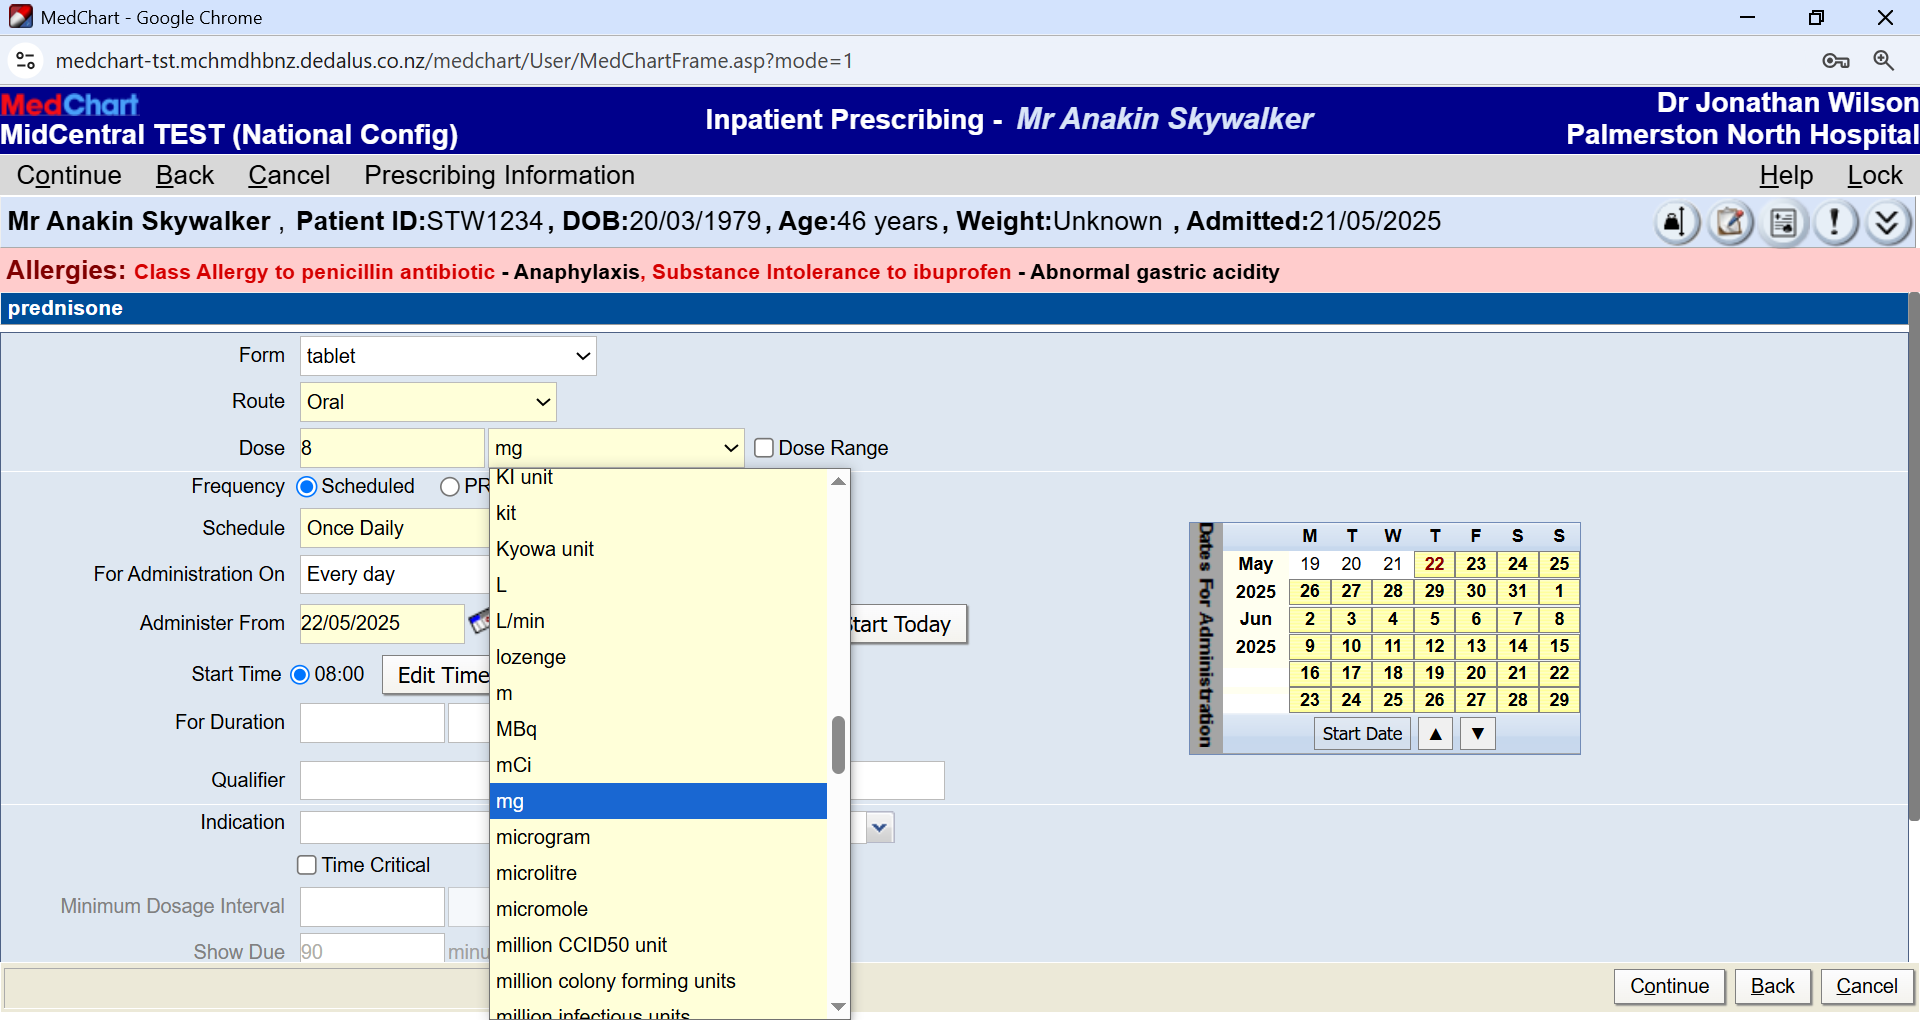 MedChart - Google Chrome
medchart-tst.mchmdhbnz.dedalus.co.nz/medchart/User/MedChartFrame.asp?mode=1
MedChart
MidCentral TEST (National Config)
Inpatient Prescribing - Mr Anakin Skywalker
Dr Jonathan Wilson
Palmerston North Hospital
Continue Back Cancel Prescribing Information Help Lock
Mr Anakin Skywalker , Patient ID:STW1234, DOB:20/03/1979, Age:46 years, Weight:Unknown , Admitted:21/05/2025
Allergies: Class Allergy to penicillin antibiotic - Anaphylaxis, Substance Intolerance to ibuprofen - Abnormal gastric acidity
prednisone
Form tablet
Route Oral
Dose 8 mg Dose Range
Frequency Scheduled PR
Schedule Once Daily
For Administration On Every day
Administer From 22/05/2025 Start Today
Start Time 08:00 Edit Time
For Duration
Qualifier
Indication
Time Critical
Minimum Dosage Interval
Show Due 90 minu
KI unit
kit
Kyowa unit
L
L/min
lozenge
m
MBq
mCi
mg
microgram
microlitre
micromole
million CCID50 unit
million colony forming units
million infectious units
Dates For Administration
M T W T F S S
May 19 20 21 22 23 24 25
2025 26 27 28 29 30 31 1
Jun 2 3 4 5 6 7 8
2025 9 10 11 12 13 14 15
16 17 18 19 20 21 22
23 24 25 26 27 28 29
Start Date ▲ ▼
Continue Back Cancel